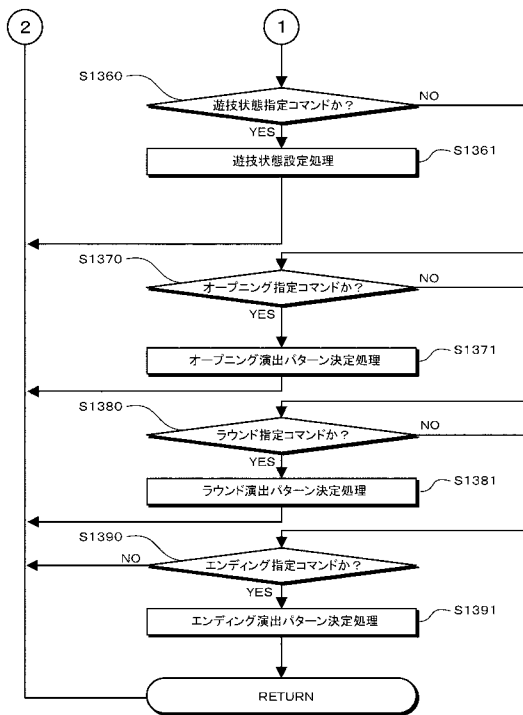 2
1
S1360
遊技状態指定コマンドか？
NO
YES
遊技状態設定処理
S1361
S1370
オープニング指定コマンドか？
NO
YES
オープニング演出パターン決定処理
S1371
S1380
ラウンド指定コマンドか？
NO
YES
ラウンド演出パターン決定処理
S1381
S1390
NO
エンディング指定コマンドか？
YES
エンディング演出パターン決定処理
S1391
RETURN